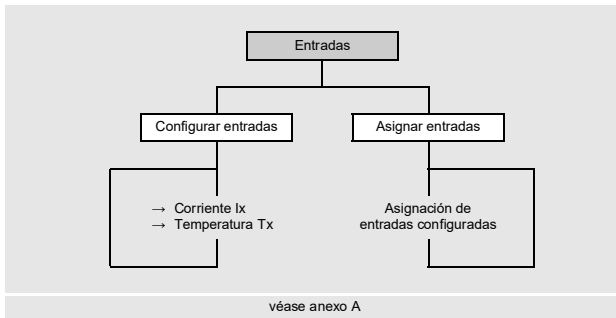 Entradas
Configurar entradas
Asignar entradas
→ Corriente Ix
→ Temperatura Tx
Asignación de
entradas configuradas
véase anexo A